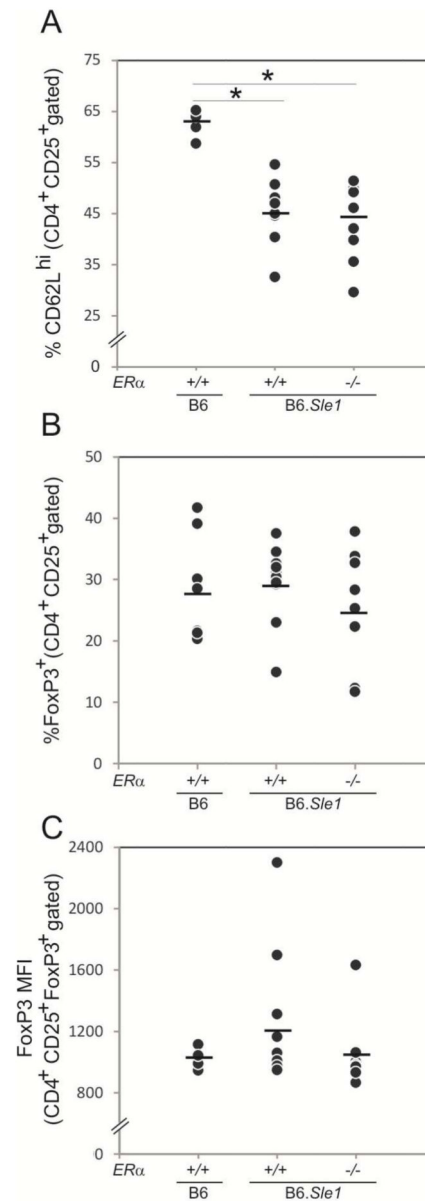 A
% CD62L^hi (CD4⁺ CD25⁺gated)
75
65
55
45
35
25
0
* 
*
ERα +/+ +/+ -/-
B6 B6.Sle1
B
%FoxP3⁺ (CD4⁺ CD25⁺gated)
50
40
30
20
10
0
ERα +/+ +/+ -/-
B6 B6.Sle1
C
FoxP3 MFI
(CD4⁺ CD25⁺FoxP3⁺ gated)
2400
2000
1600
1200
800
0
ERα +/+ +/+ -/-
B6 B6.Sle1